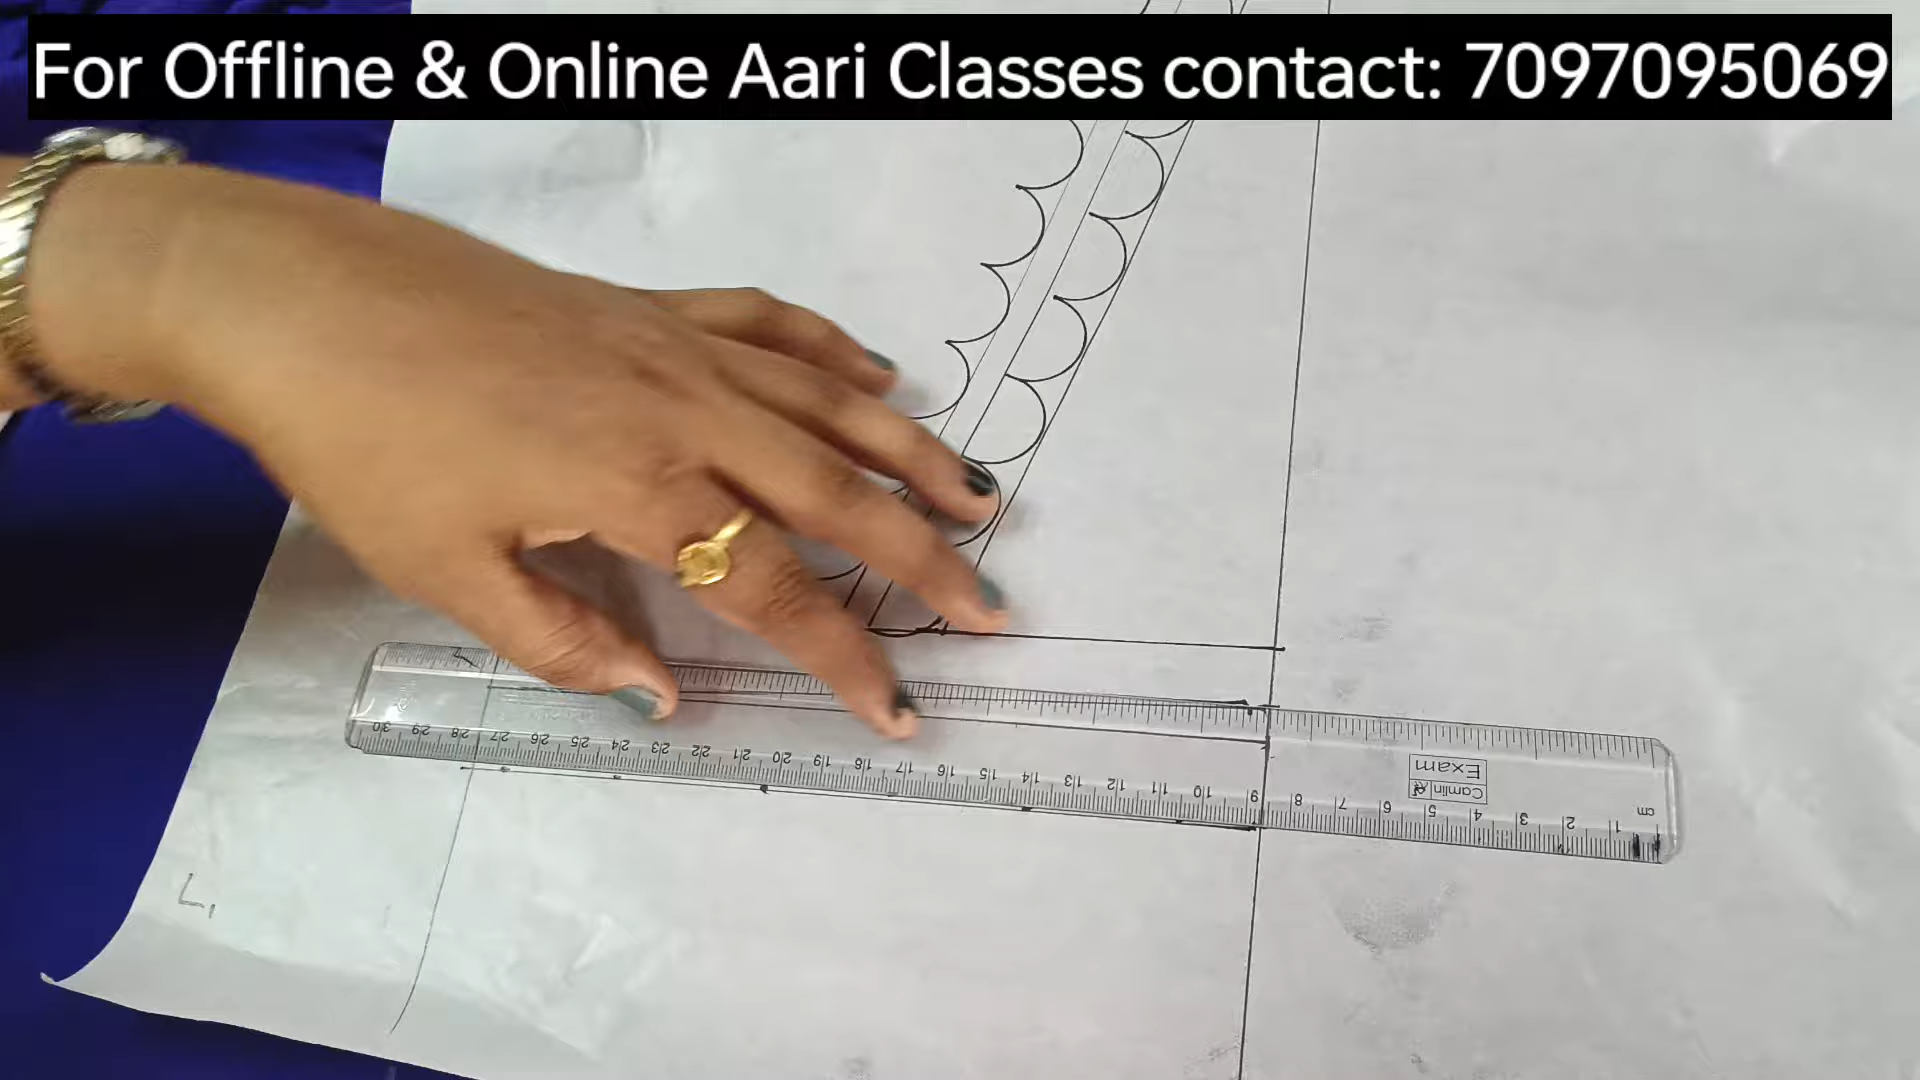 For Offline & Online Aari Classes contact: 7097095069
30 29 28 27 26 25 24 23 22 21 20 19 18 17 16 15 14 13 12 11 10 9 8 7 6 5 4 3 2 1 cm
Camlin
Exam